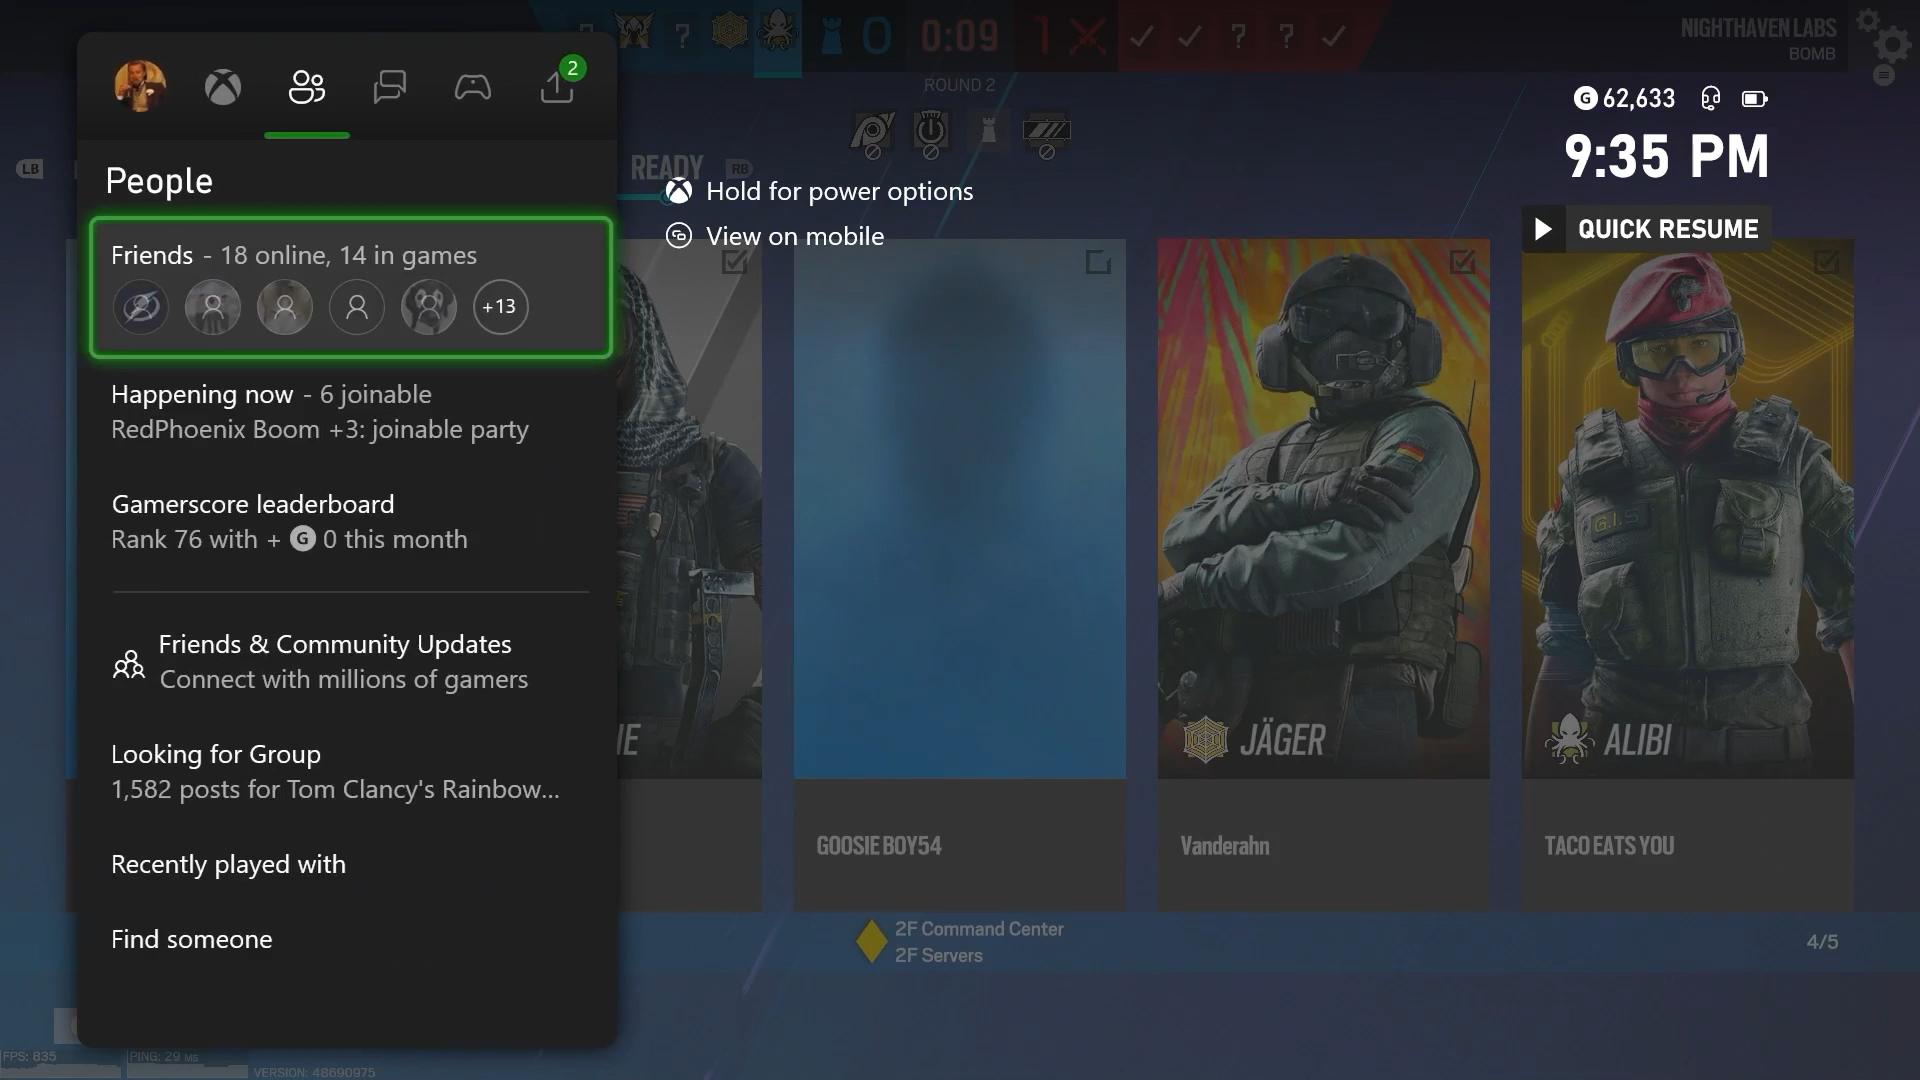 ? ? 0 0:09 1 ? ?
ROUND 2
NIGHTHAVEN LABS
BOMB
2
G 62,633
9:35 PM
LB
READY RB
People
Hold for power options
View on mobile
QUICK RESUME
Friends - 18 online, 14 in games
+13
Happening now - 6 joinable
RedPhoenix Boom +3: joinable party
Gamerscore leaderboard
Rank 76 with + G 0 this month
Friends & Community Updates
Connect with millions of gamers
Looking for Group
1,582 posts for Tom Clancy's Rainbow...
Recently played with
Find someone
G.I.S
IE
JÄGER
ALIBI
GOOSIE BOY54
Vanderahn
TACO EATS YOU
2F Command Center
2F Servers
4/5
FPS: 835
PING: 29 MS
VERSION: 48690975